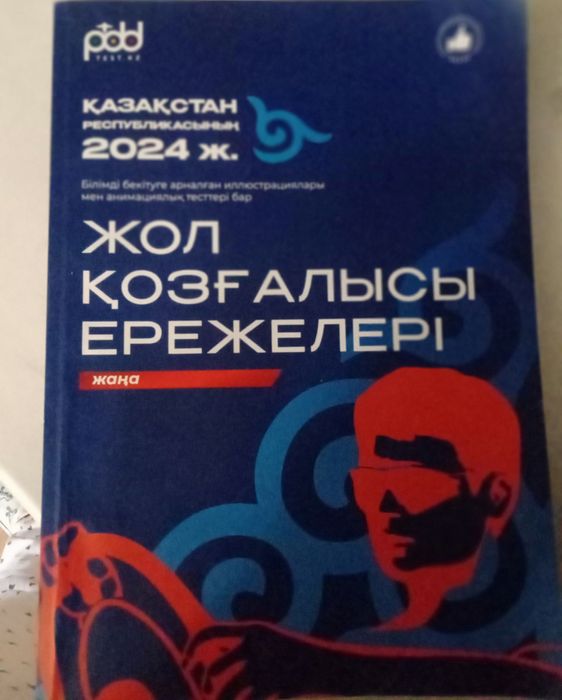 pdd
TEST.KZ
ҚАЗАҚСТАН
РЕСПУБЛИКАСЫНЫҢ
2024 Ж.
Білімді бекітуге арналған иллюстрациялары
мен анимациялық тесттері бар
ЖОЛ
ҚОЗҒАЛЫСЫ
ЕРЕЖЕЛЕРІ
жаңа